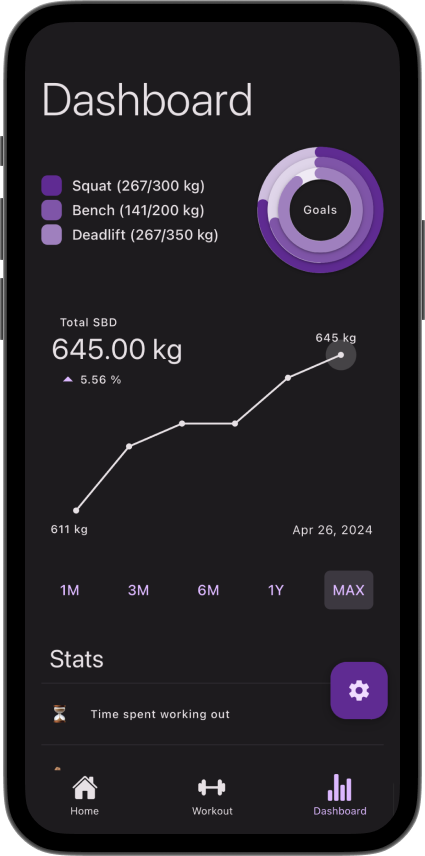 Dashboard
Squat (267/300 kg)
Bench (141/200 kg)
Deadlift (267/350 kg)
Goals
Total SBD
645.00 kg
5.56 %
645 kg
611 kg
Apr 26, 2024
1M 3M 6M 1Y MAX
Stats
Time spent working out
Home Workout Dashboard